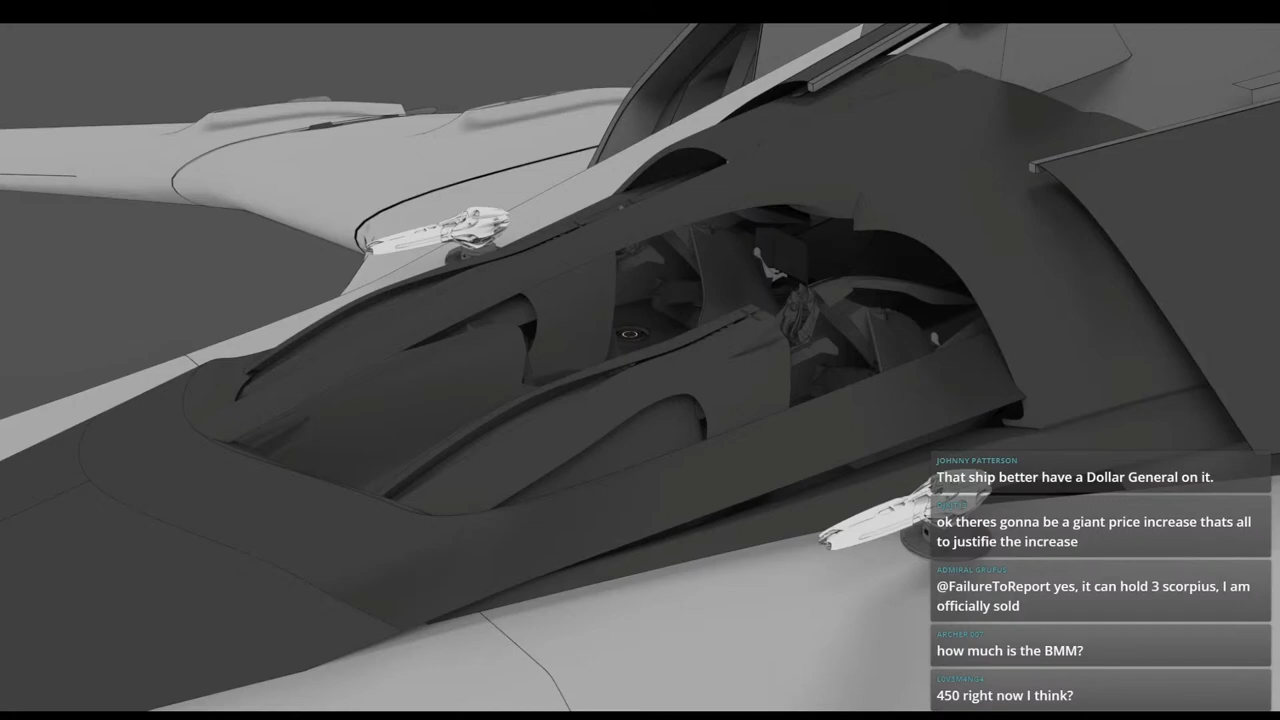 JOHNNY PATTERSON
That ship better have a Dollar General on it.
ok theres gonna be a giant price increase thats all
to justifie the increase
ADMIRAL GRUFUS
@FailureToReport yes, it can hold 3 scorpius, I am
officially sold
how much is the BMM?
L0V3M4NG4
450 right now I think?